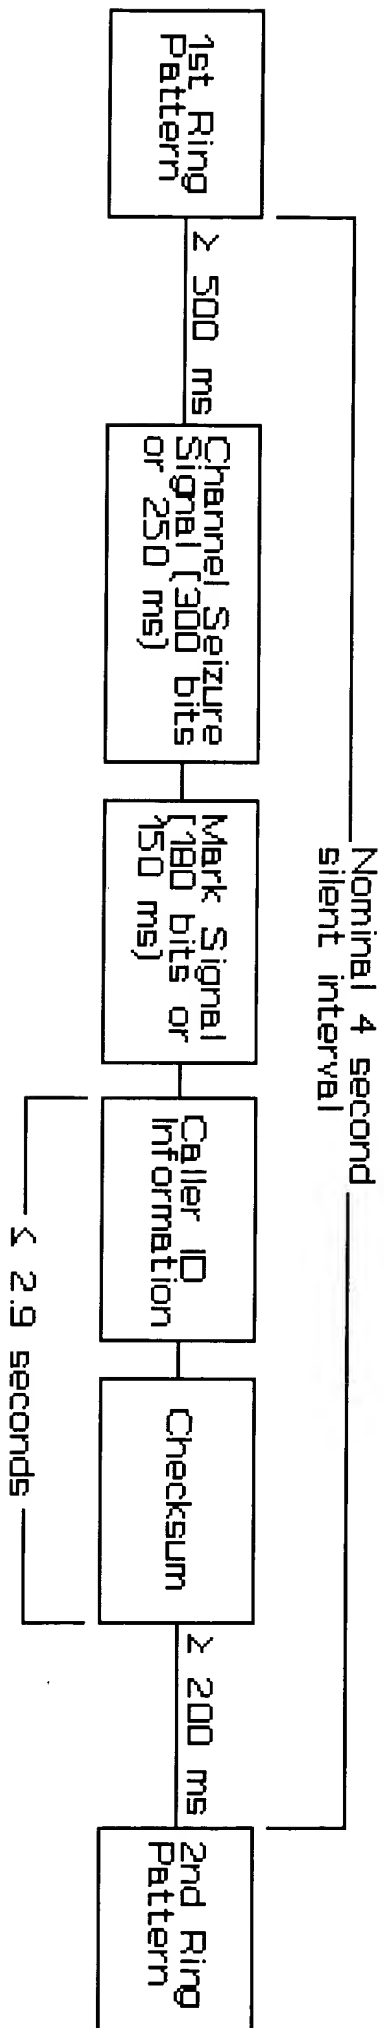 Nominal 4 second
silent interval
1st Ring
Pattern
≥ 500 ms
Channel Seizure
Signal (300 bits
or 250 ms)
Mark Signal
(180 bits or
150 ms)
Caller ID
Information
Checksum
≥ 200 ms
2nd Ring
Pattern
≤ 2.9 seconds